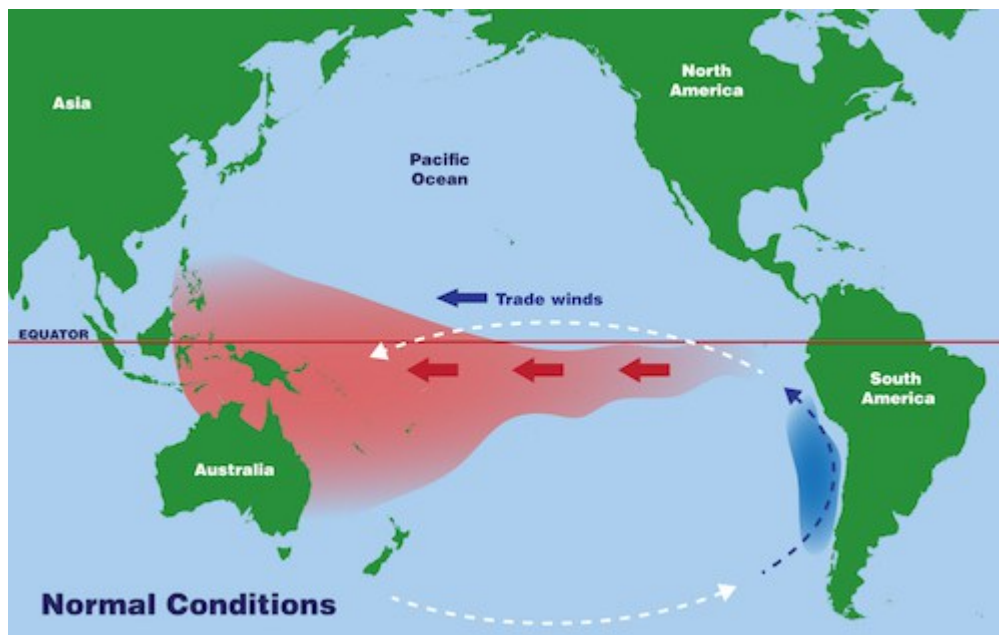 Asia
North
America
Pacific
Ocean
Trade winds
EQUATOR
South
America
Australia
Normal Conditions